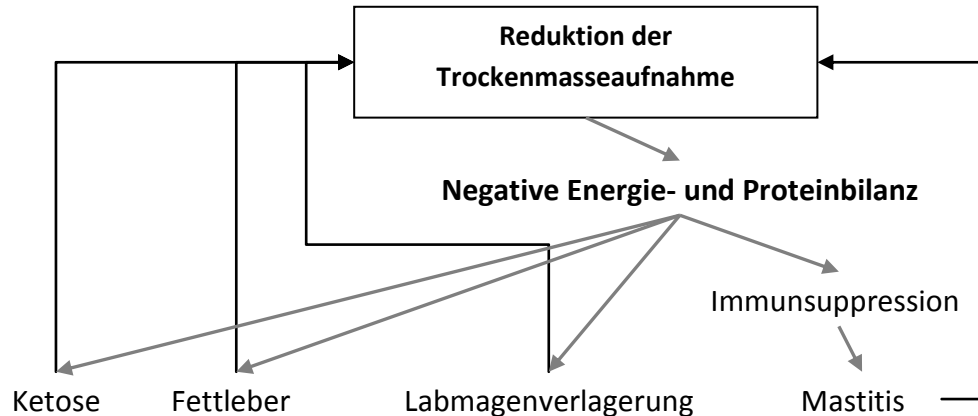 Reduktion der
Trockenmasseaufnahme
Negative Energie- und Proteinbilanz
Immunsuppression
Ketose
Fettleber
Labmagenverlagerung
Mastitis